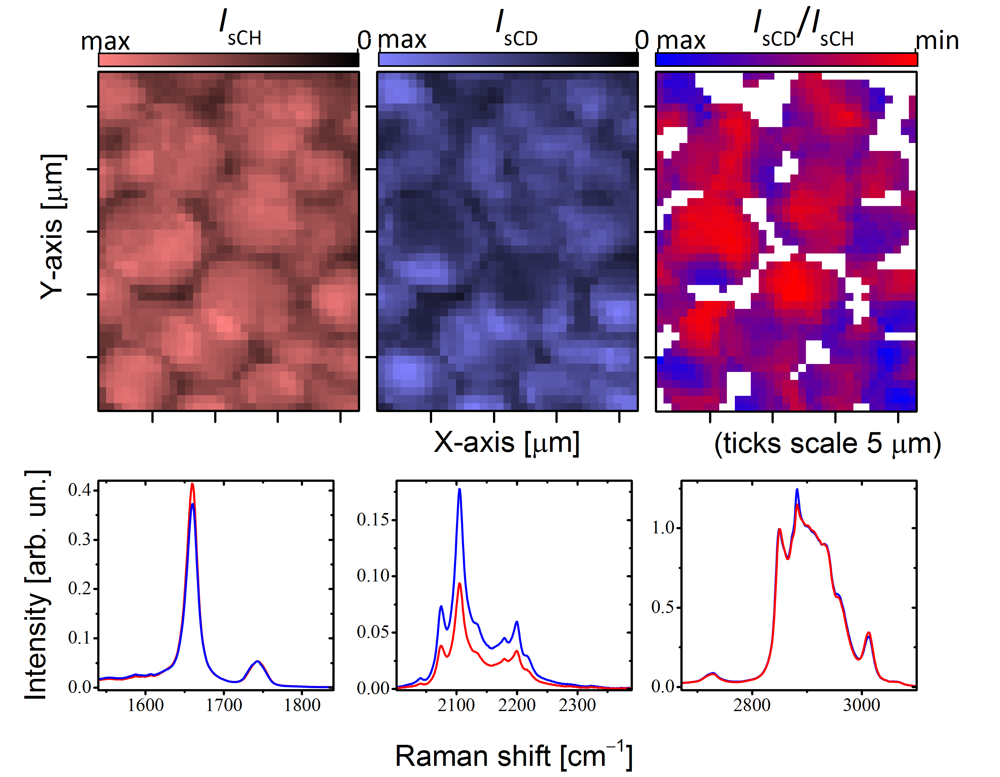 IsCH IsCD IsCD/IsCH
max 0 max 0 max min
Y-axis [μm]
X-axis [μm] (ticks scale 5 μm)
Intensity [arb. un.]
0.4
0.3
0.2
0.1
0.0
1600 1700 1800
0.15
0.10
0.05
0.00
2100 2200 2300
1.0
0.5
0.0
2800 3000
Raman shift [cm⁻¹]